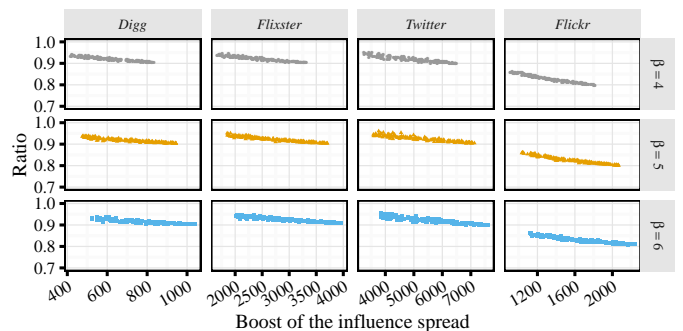 Digg Flixster Twitter Flickr
1.0
0.9
0.8
0.7
β = 4
1.0
0.9
0.8
0.7
β = 5
1.0
0.9
0.8
0.7
β = 6
Ratio
400 600 800 1000 2000 2500 3000 3500 4000 4000 5000 6000 7000 1200 1600 2000
Boost of the influence spread